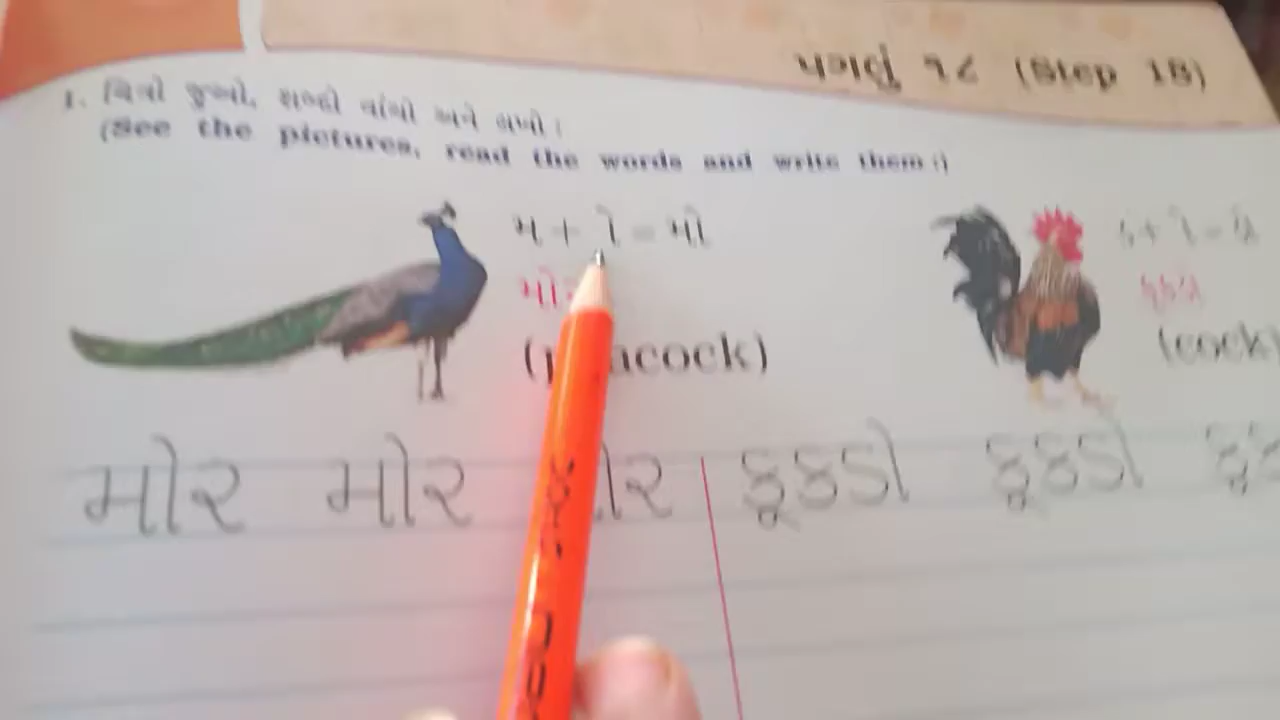 પગલું ૧૮ (Step 18)
1. ચિત્રો જુઓ, શબ્દો વાંચો અને લખો।
(See the pictures, read the words and write them।)
મ + ો = મો
(cock)
મોર મોર કૂકડો કૂકડો